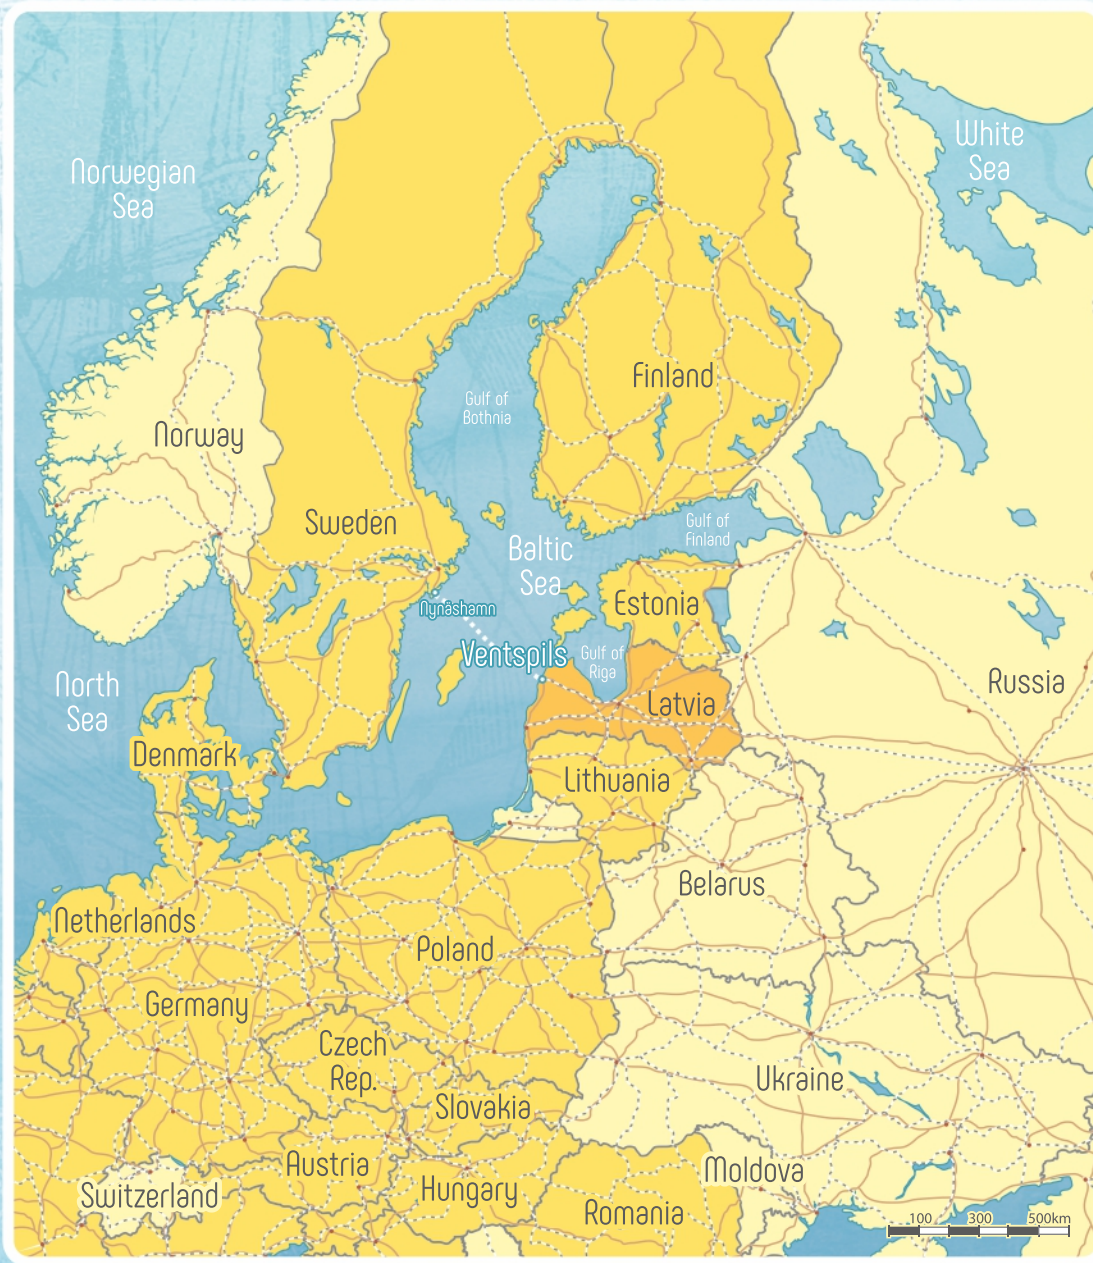 White
Sea
Norwegian
Sea
Finland
Gulf of
Bothnia
Norway
Sweden
Gulf of
Finland
Baltic
Sea
Estonia
Nynäshamn
Ventspils
Gulf of
Riga
Russia
North
Sea
Latvia
Denmark
Lithuania
Belarus
Netherlands
Poland
Germany
Czech
Rep.
Ukraine
Slovakia
Austria
Moldova
Switzerland
Hungary
Romania
100 300 500km